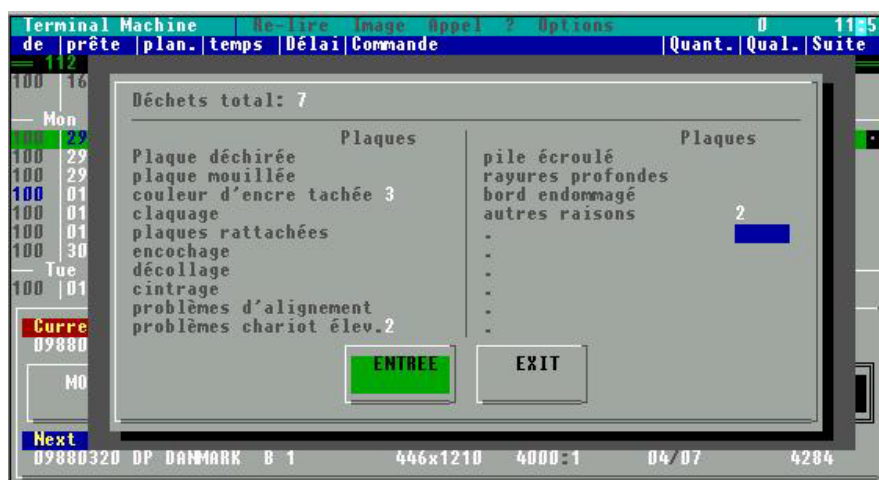 Terminal Machine Re-lire Image Appel ? Options 0 11:5
de |prête |plan.|temps |Délai|Commande |Quant.|Qual.|Suite
112
100 16
Déchets total: 7
Mon
Plaques Plaques
100 29
100 29 Plaque déchirée pile écroulé
100 29 plaque mouillée rayures profondes
100 01 couleur d'encre tachée 3 bord endommagé
100 01 claquage autres raisons 2
100 01 plaques rattachées .
100 30 encochage .
Tue décollage .
100 01 cintrage .
problèmes d'alignement .
Curre problèmes chariot élev.2 .
09880
ENTREE EXIT
MO
Next
09880320 DP DANMARK B 1 446x1210 4000:1 04/07 4284